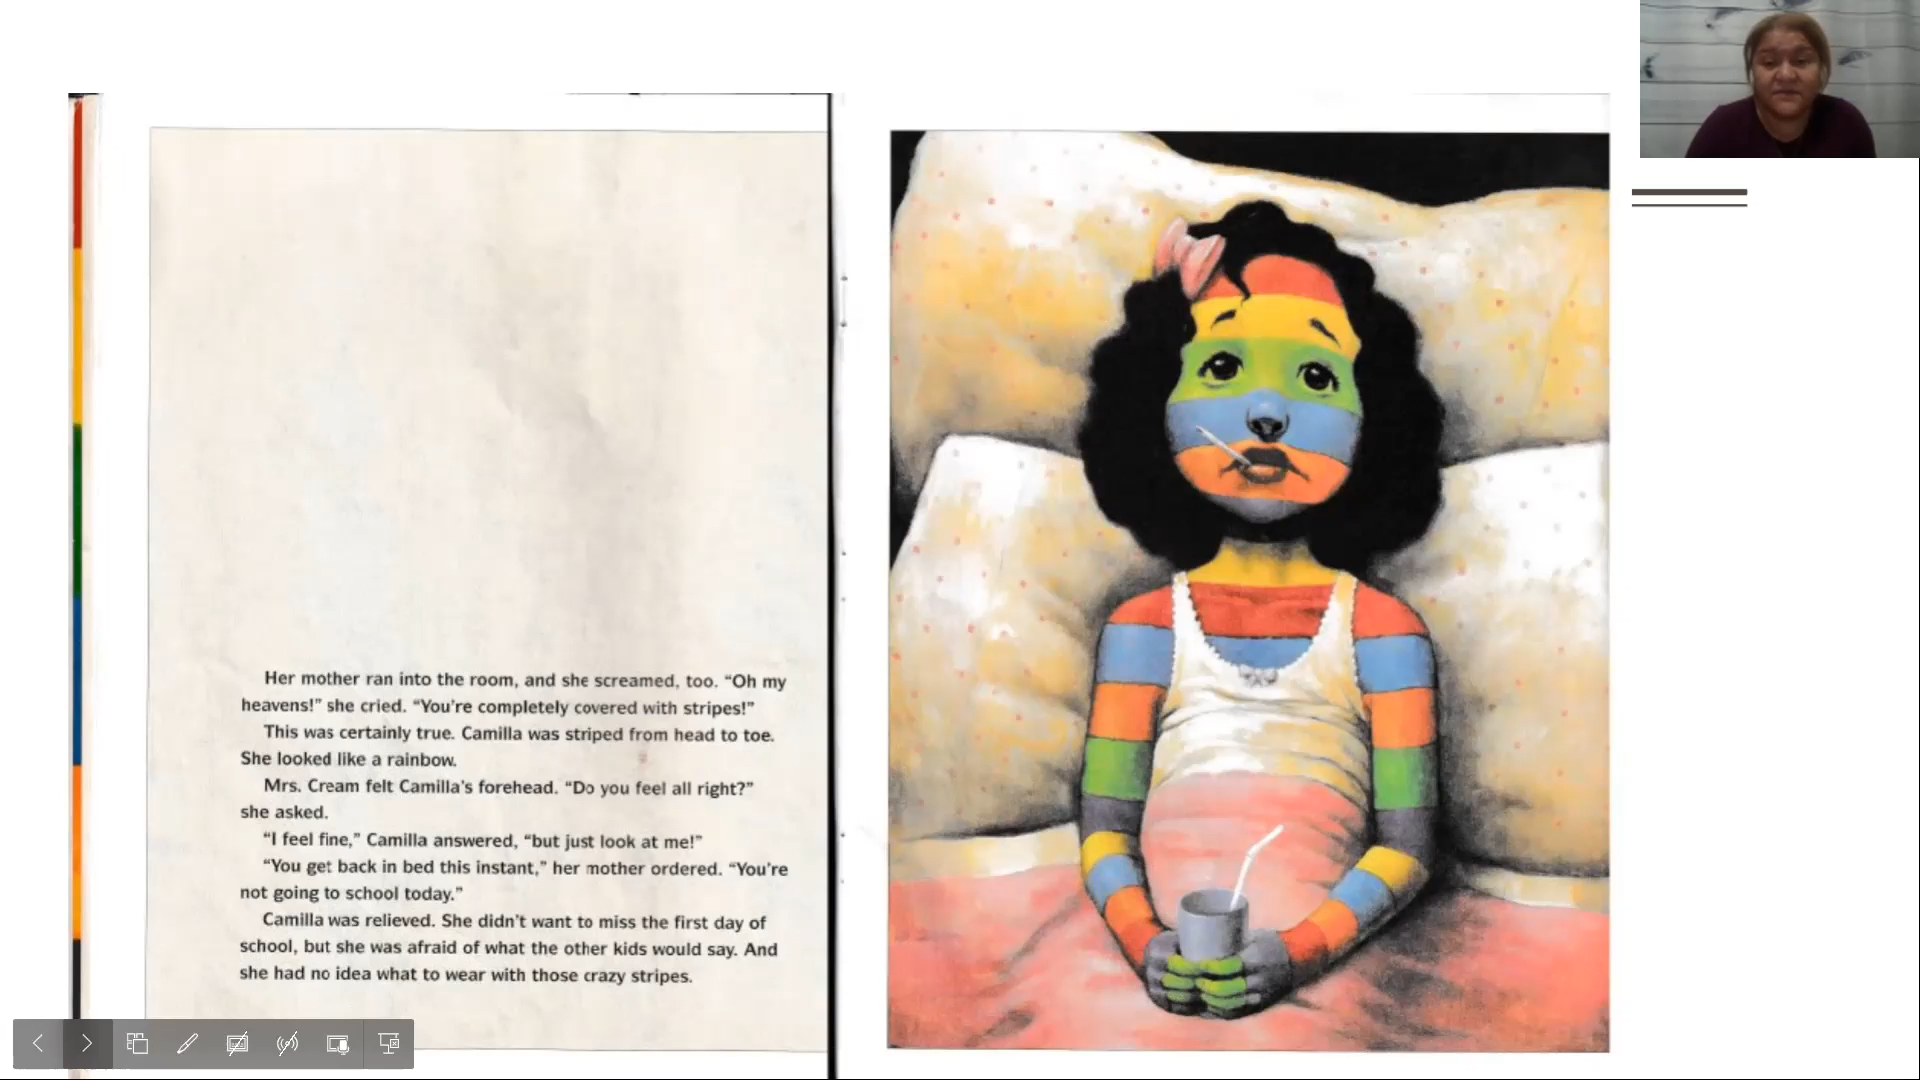 Her mother ran into the room, and she screamed, too. “Oh my
heavens!” she cried. “You’re completely covered with stripes!”
This was certainly true. Camilla was striped from head to toe.
She looked like a rainbow.
Mrs. Cream felt Camilla’s forehead. “Do you feel all right?”
she asked.
“I feel fine,” Camilla answered, “but just look at me!”
“You get back in bed this instant,” her mother ordered. “You’re
not going to school today.”
Camilla was relieved. She didn’t want to miss the first day of
school, but she was afraid of what the other kids would say. And
she had no idea what to wear with those crazy stripes.